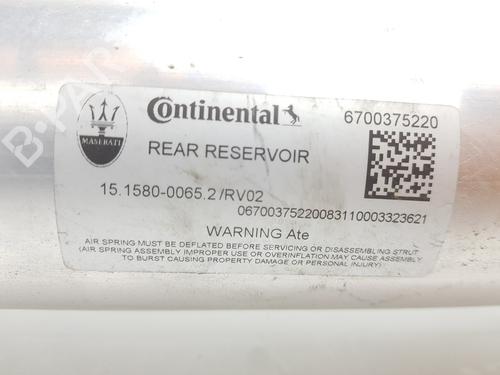 Continental
6700375220
MASERATI
REAR RESERVOIR
15.1580-0065.2 /RV02
06700375220083110003323621
WARNING Ate
AIR SPRING MUST BE DEFLATED BEFORE SERVICING OR DISASSEMBLING STRUT
(AIR SPRING ASSEMBLY IMPROPER USE OR OVERINFLATION MAY CAUSE ASSEMBLY
TO BURST CAUSING PROPERTY DAMAGE OR PERSONAL INJURY)
B-PARTS